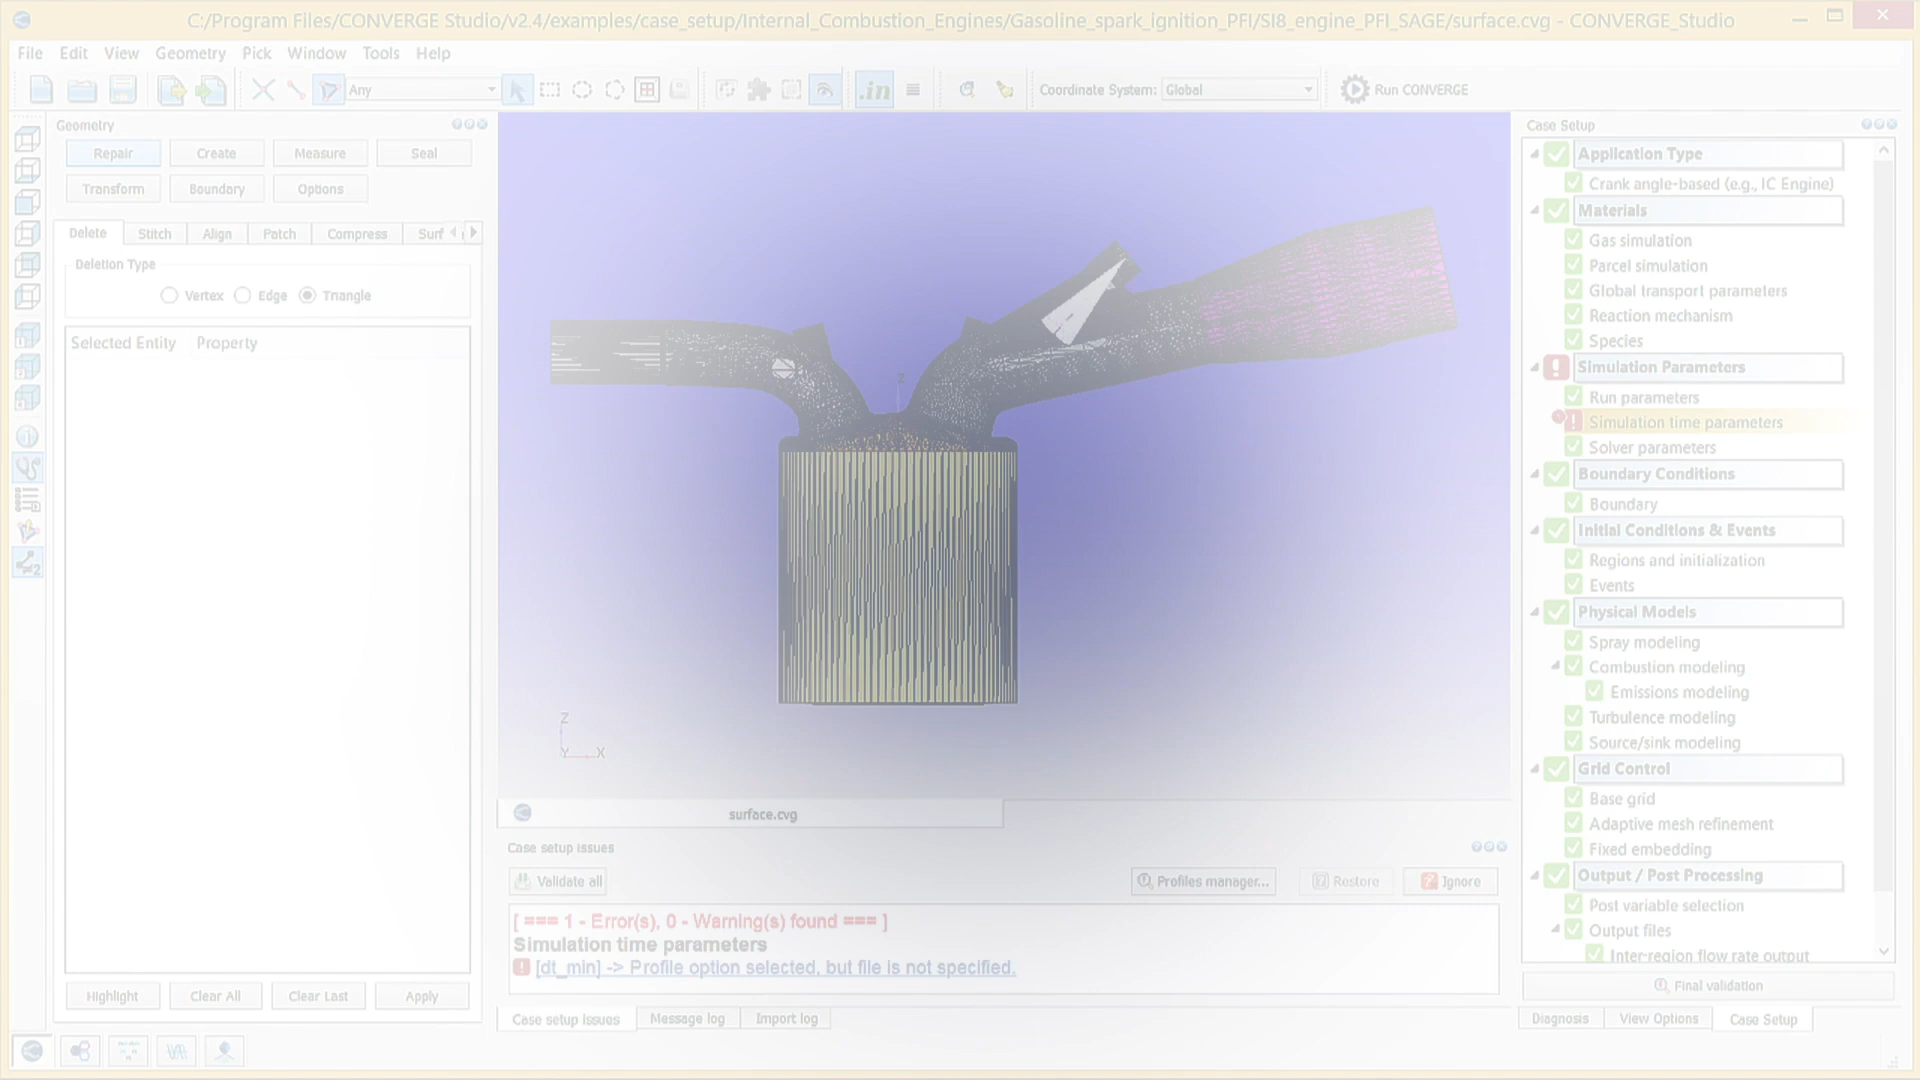 C:/Program Files/CONVERGE Studio/v2.4/examples/case_setup/Internal_Combustion_Engines/Gasoline_spark_ignition_PFI/SI8_engine_PFI_SAGE/surface.cvg - CONVERGE_Studio
File Edit View Geometry Pick Window Tools Help
Any
.in
Coordinate System: Global
Run CONVERGE
Geometry
Repair Create Measure Seal
Transform Boundary Options
Delete Stitch Align Patch Compress Surf
Deletion Type
Vertex Edge Triangle
Selected Entity Property
Highlight Clear All Clear Last Apply
Z
Z
Y X
surface.cvg
Case setup issues
Validate all Profiles manager... Restore Ignore
[ === 1 - Error(s), 0 - Warning(s) found === ]
Simulation time parameters
[dt_min] -> Profile option selected, but file is not specified.
Case setup issues Message log Import log
Case Setup
Application Type
Crank angle-based (e.g., IC Engine)
Materials
Gas simulation
Parcel simulation
Global transport parameters
Reaction mechanism
Species
Simulation Parameters
Run parameters
Simulation time parameters
Solver parameters
Boundary Conditions
Boundary
Initial Conditions & Events
Regions and initialization
Events
Physical Models
Spray modeling
Combustion modeling
Emissions modeling
Turbulence modeling
Source/sink modeling
Grid Control
Base grid
Adaptive mesh refinement
Fixed embedding
Output / Post Processing
Post variable selection
Output files
Inter-region flow rate output
Final validation
Diagnosis View Options Case Setup